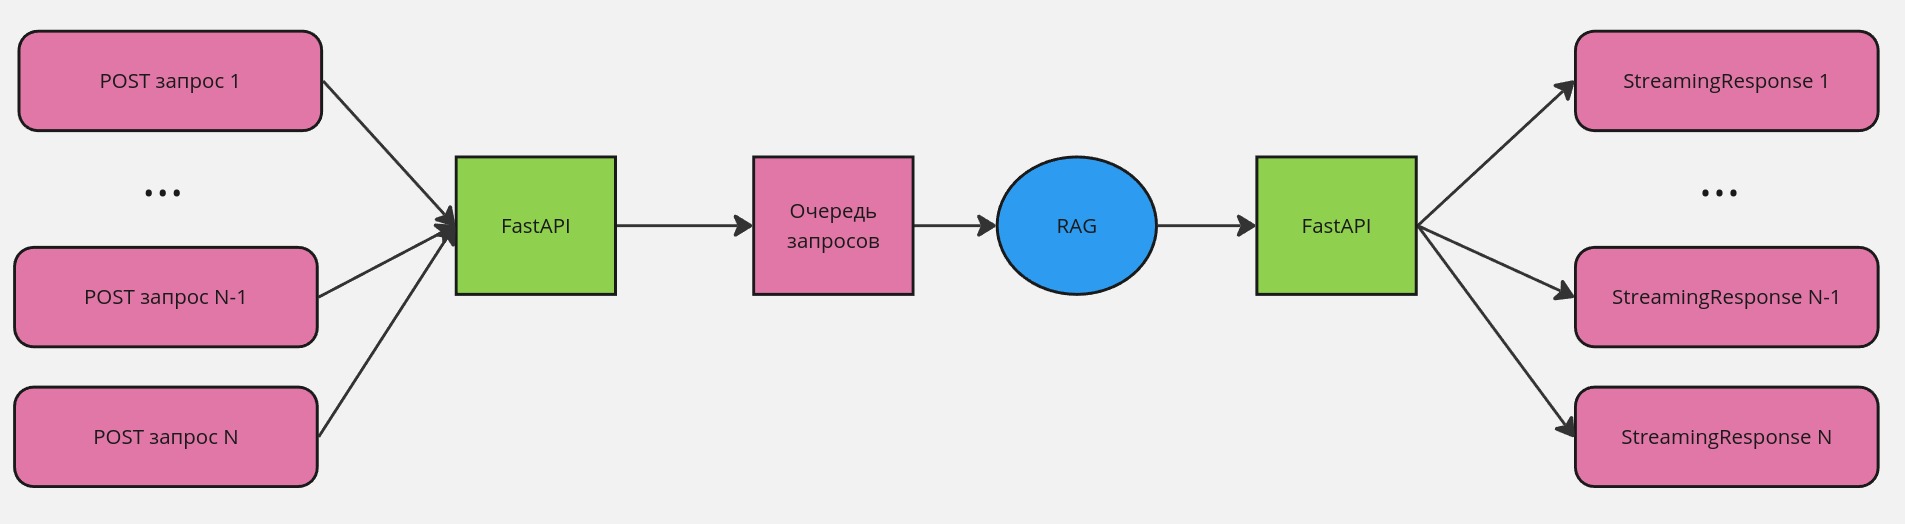 POST запрос 1
...
POST запрос N-1
POST запрос N
FastAPI
Очередь
запросов
RAG
FastAPI
StreamingResponse 1
...
StreamingResponse N-1
StreamingResponse N